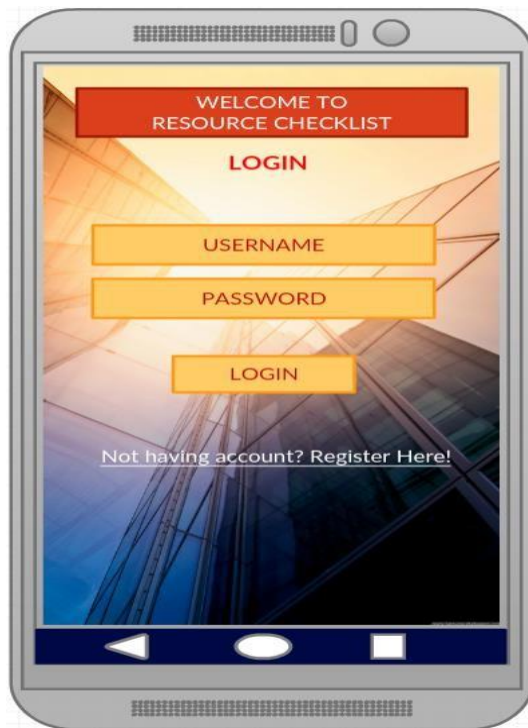 WELCOME TO
RESOURCE CHECKLIST
LOGIN
USERNAME
PASSWORD
LOGIN
Not having account? Register Here!